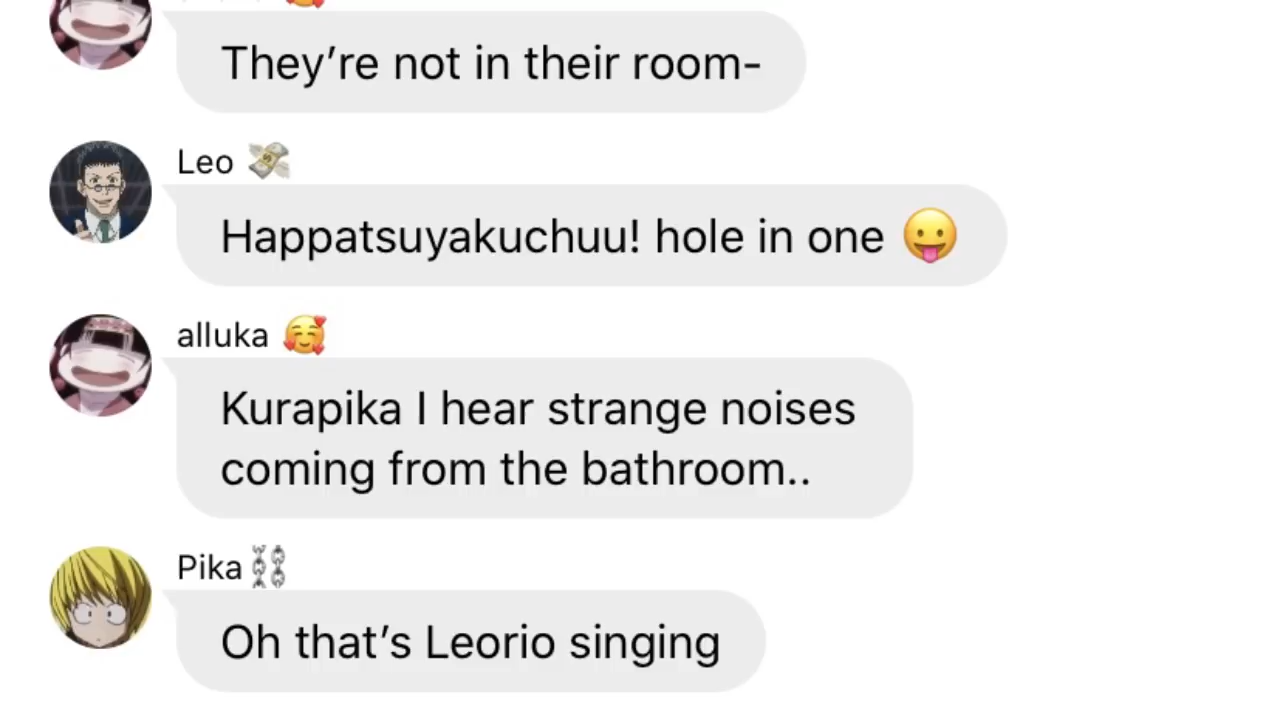 They’re not in their room-
Leo 💸
Happatsuyakuchuu! hole in one 😛
alluka 🥰
Kurapika I hear strange noises
coming from the bathroom..
Pika⛓
Oh that’s Leorio singing